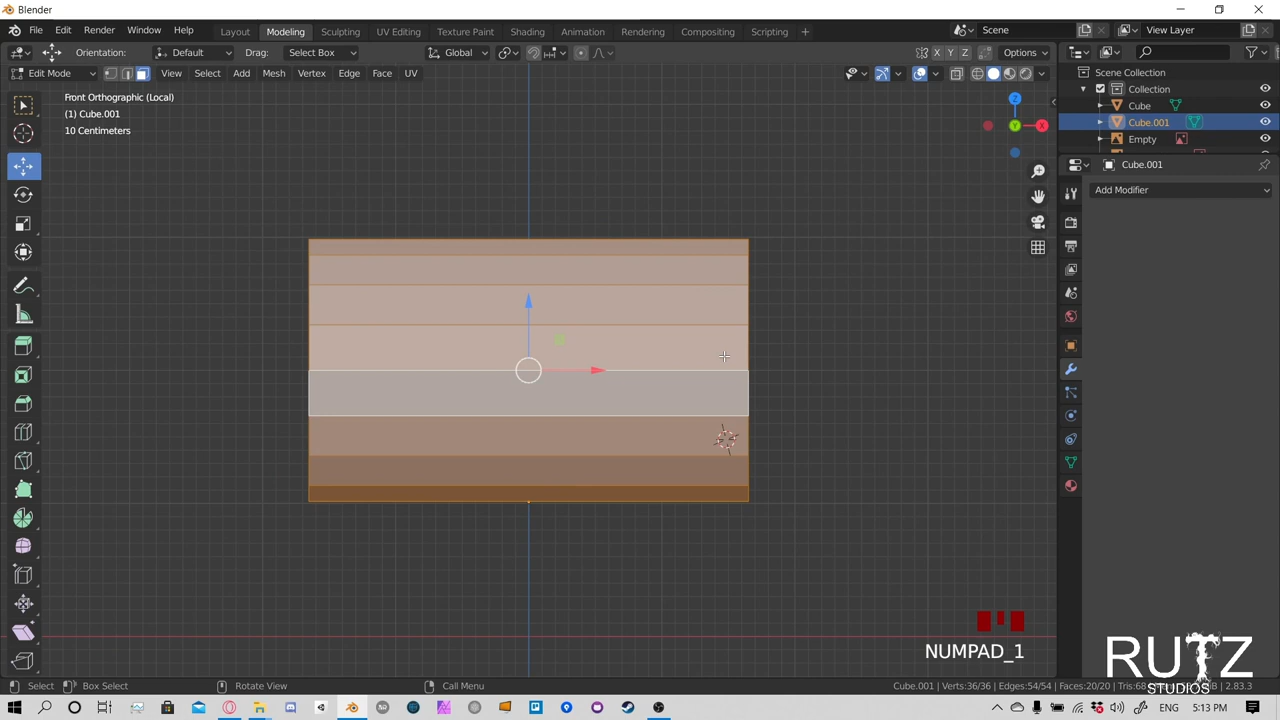 Blender
File Edit Render Window Help Layout Modeling Sculpting UV Editing Texture Paint Shading Animation Rendering Compositing Scripting + Scene View Layer
Orientation: Default Drag: Select Box Global X Y Z Options
Edit Mode View Select Add Mesh Vertex Edge Face UV Scene Collection
Collection
Cube
Cube.001
Empty
Front Orthographic (Local)
(1) Cube.001
10 Centimeters
Z
Y
X
Cube.001
Add Modifier
NUMPAD_1
RUTZ
STUDIOS
Select Box Select Rotate View Call Menu Cube.001 | Verts:36/36 | Edges:54/54 | Faces:20/20 | Tris:68 2.83.3
5:13 PM